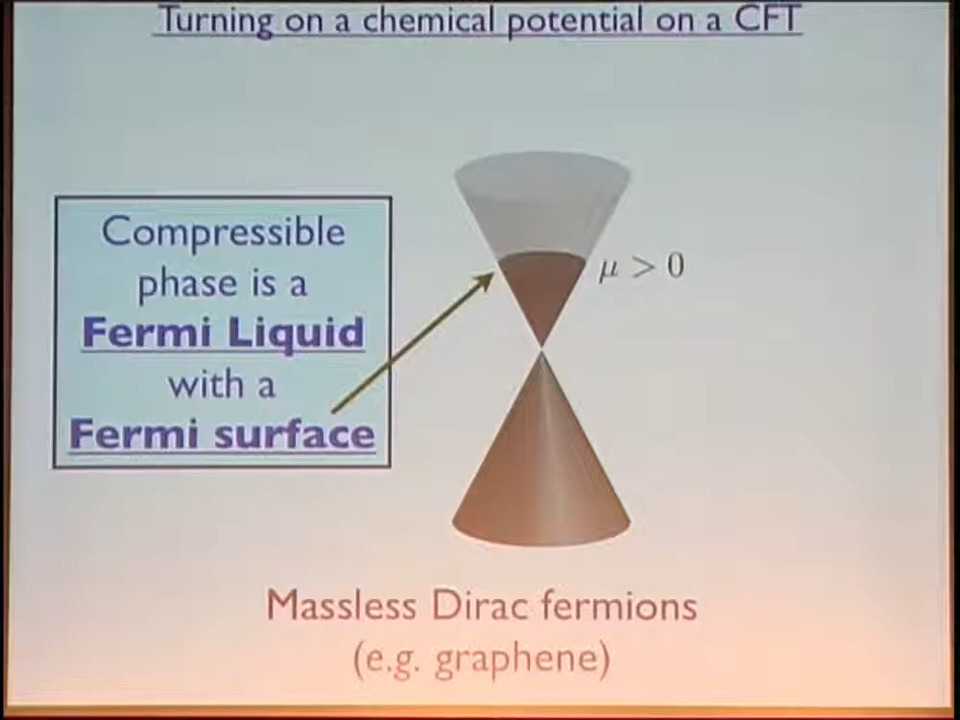 Turning on a chemical potential on a CFT
Compressible
phase is a
Fermi Liquid
with a
Fermi surface
μ > 0
Massless Dirac fermions
(e.g. graphene)